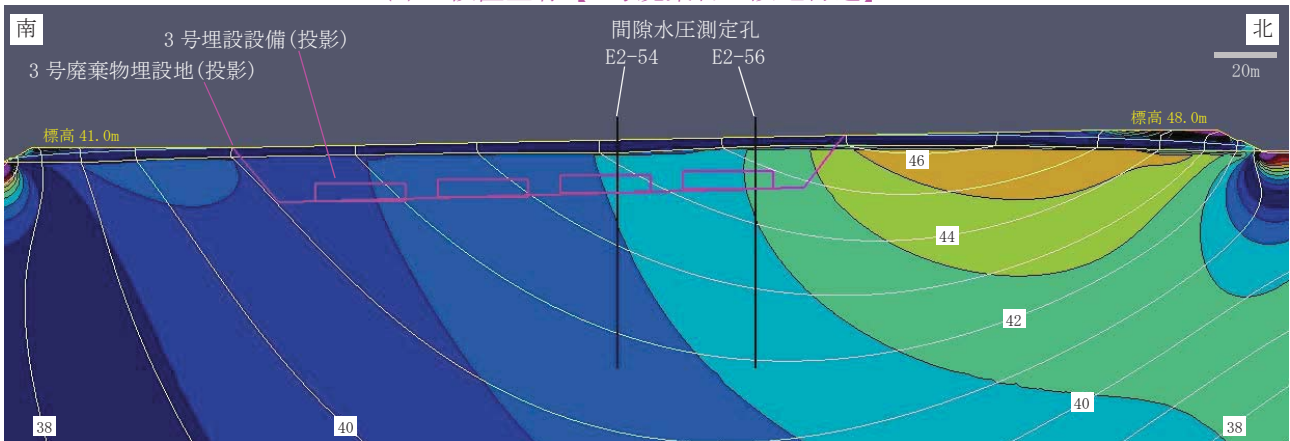 南
北
3 号埋設設備(投影)
3 号廃棄物埋設地(投影)
間隙水圧測定孔
E2-54
E2-56
20m
標高 41.0m
標高 48.0m
46
44
42
40
38
40
38